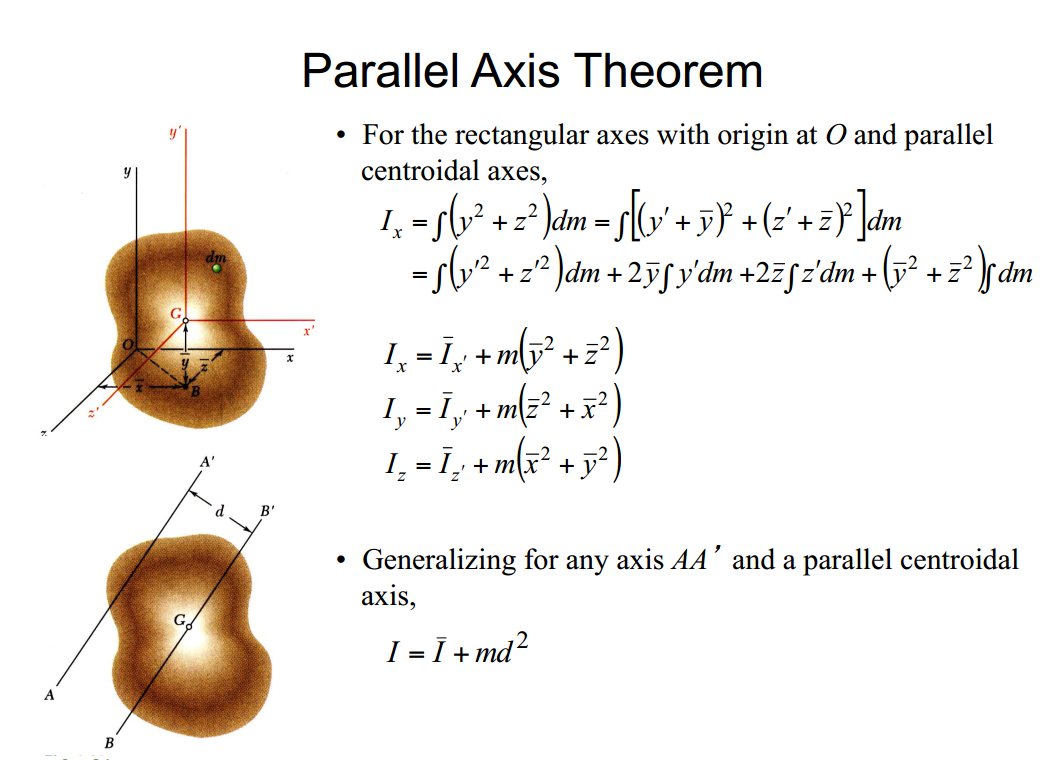 Parallel Axis Theorem
• For the rectangular axes with origin at O and parallel
centroidal axes,
I_x = ∫(y² + z²)dm = ∫[(y′ + ȳ)² + (z′ + z̄)²]dm
= ∫(y′² + z′²)dm + 2ȳ∫y′dm +2z̄∫z′dm + (ȳ² + z̄²)∫dm
I_x = Ī_x′ + m(ȳ² + z̄²)
I_y = Ī_y′ + m(z̄² + x̄²)
I_z = Ī_z′ + m(x̄² + ȳ²)
• Generalizing for any axis AA’ and a parallel centroidal
axis,
I = Ī + md²
y′
y
dm
G
x′
O
x
ȳ
z̄
x̄
B
z′
z
A′
d
B′
G
A
B